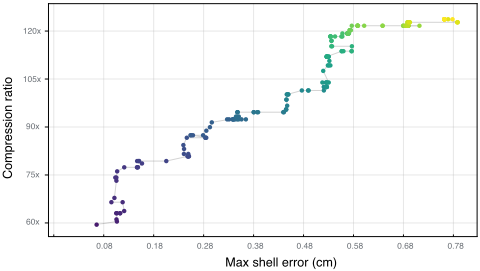 120x
105x
90x
75x
60x
Compression ratio
0.08 0.18 0.28 0.38 0.48 0.58 0.68 0.78
Max shell error (cm)